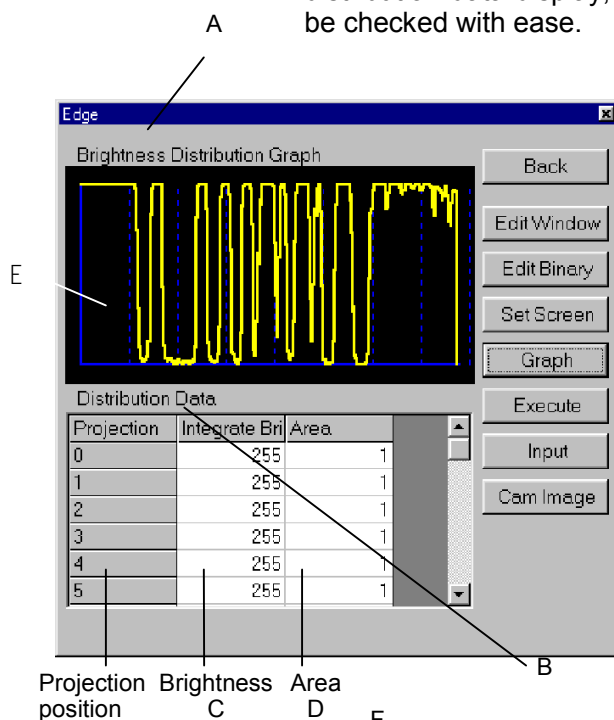 be checked with ease.
A
Edge
Brightness Distribution Graph
Back
Edit Window
Edit Binary
Set Screen
E
Graph
Distribution Data
Execute
Projection Integrate Bri Area
Input
0 255 1
1 255 1
Cam Image
2 255 1
3 255 1
4 255 1
5 255 1
B
Projection Brightness Area
position C D